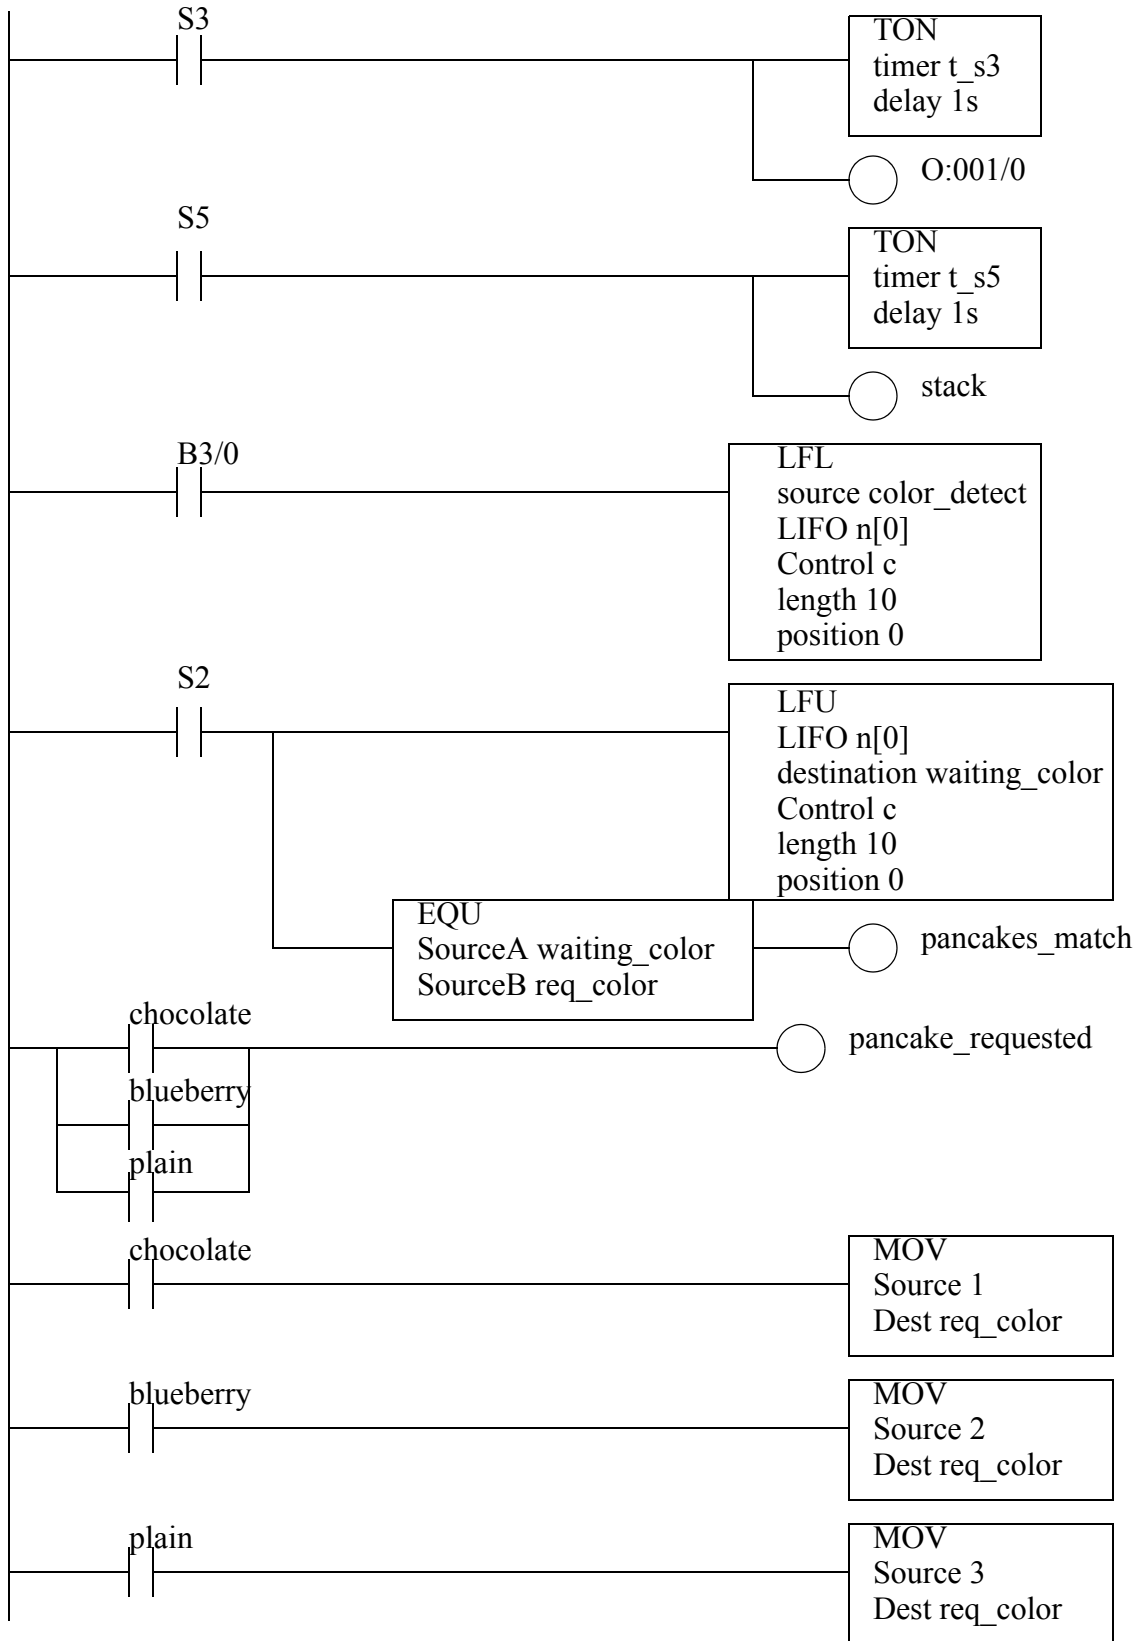 S3
TON
timer t_s3
delay 1s
O:001/0
S5
TON
timer t_s5
delay 1s
stack
B3/0
LFL
source color_detect
LIFO n[0]
Control c
length 10
position 0
S2
LFU
LIFO n[0]
destination waiting_color
Control c
length 10
position 0
EQU
SourceA waiting_color
SourceB req_color
pancakes_match
chocolate
pancake_requested
blueberry
plain
chocolate
MOV
Source 1
Dest req_color
blueberry
MOV
Source 2
Dest req_color
plain
MOV
Source 3
Dest req_color